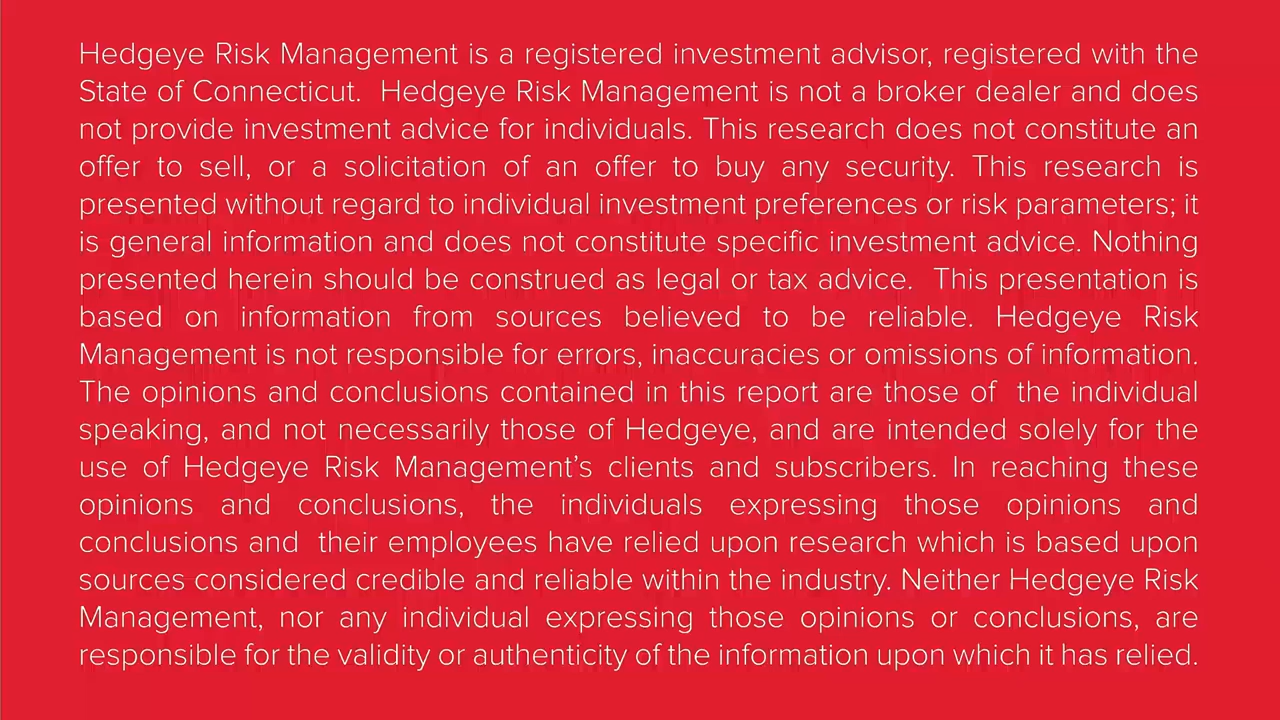 Hedgeye Risk Management is a registered investment advisor, registered with the
State of Connecticut.  Hedgeye Risk Management is not a broker dealer and does
not provide investment advice for individuals. This research does not constitute an
offer to sell, or a solicitation of an offer to buy any security. This research is
presented without regard to individual investment preferences or risk parameters; it
is general information and does not constitute specific investment advice. Nothing
presented herein should be construed as legal or tax advice.  This presentation is
based on information from sources believed to be reliable. Hedgeye Risk
Management is not responsible for errors, inaccuracies or omissions of information.
The opinions and conclusions contained in this report are those of  the individual
speaking, and not necessarily those of Hedgeye, and are intended solely for the
use of Hedgeye Risk Management’s clients and subscribers. In reaching these
opinions and conclusions, the individuals expressing those opinions and
conclusions and  their employees have relied upon research which is based upon
sources considered credible and reliable within the industry. Neither Hedgeye Risk
Management, nor any individual expressing those opinions or conclusions, are
responsible for the validity or authenticity of the information upon which it has relied.